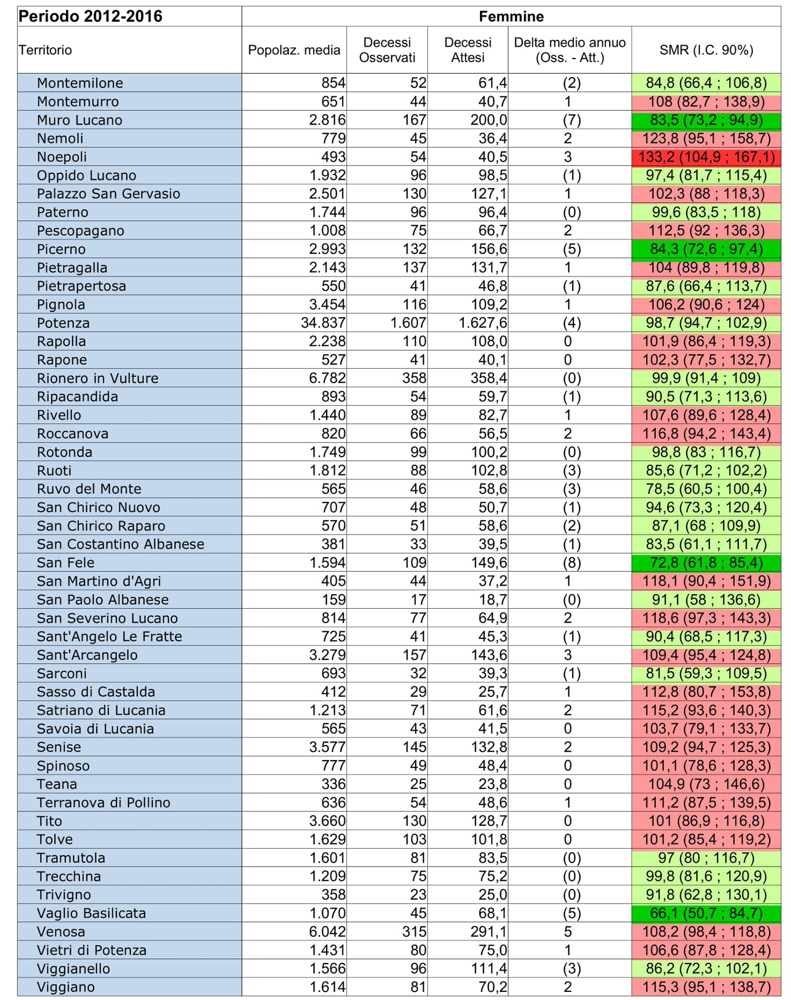 Periodo 2012-2016 Femmine
Territorio Popolaz. media Decessi Osservati Decessi Attesi Delta medio annuo (Oss. - Att.) SMR (I.C. 90%)
Montemilone 854 52 61,4 (2) 84,8 (66,4 ; 106,8)
Montemurro 651 44 40,7 1 108 (82,7 ; 138,9)
Muro Lucano 2.816 167 200,0 (7) 83,5 (73,2 ; 94,9)
Nemoli 779 45 36,4 2 123,8 (95,1 ; 158,7)
Noepoli 493 54 40,5 3 133,2 (104,9 ; 167,1)
Oppido Lucano 1.932 96 98,5 (1) 97,4 (81,7 ; 115,4)
Palazzo San Gervasio 2.501 130 127,1 1 102,3 (88 ; 118,3)
Paterno 1.744 96 96,4 (0) 99,6 (83,5 ; 118)
Pescopagano 1.008 75 66,7 2 112,5 (92 ; 136,3)
Picerno 2.993 132 156,6 (5) 84,3 (72,6 ; 97,4)
Pietragalla 2.143 137 131,7 1 104 (89,8 ; 119,8)
Pietrapertosa 550 41 46,8 (1) 87,6 (66,4 ; 113,7)
Pignola 3.454 116 109,2 1 106,2 (90,6 ; 124)
Potenza 34.837 1.607 1.627,6 (4) 98,7 (94,7 ; 102,9)
Rapolla 2.238 110 108,0 0 101,9 (86,4 ; 119,3)
Rapone 527 41 40,1 0 102,3 (77,5 ; 132,7)
Rionero in Vulture 6.782 358 358,4 (0) 99,9 (91,4 ; 109)
Ripacandida 893 54 59,7 (1) 90,5 (71,3 ; 113,6)
Rivello 1.440 89 82,7 1 107,6 (89,6 ; 128,4)
Roccanova 820 66 56,5 2 116,8 (94,2 ; 143,4)
Rotonda 1.749 99 100,2 (0) 98,8 (83 ; 116,7)
Ruoti 1.812 88 102,8 (3) 85,6 (71,2 ; 102,2)
Ruvo del Monte 565 46 58,6 (3) 78,5 (60,5 ; 100,4)
San Chirico Nuovo 707 48 50,7 (1) 94,6 (73,3 ; 120,4)
San Chirico Raparo 570 51 58,6 (2) 87,1 (68 ; 109,9)
San Costantino Albanese 381 33 39,5 (1) 83,5 (61,1 ; 111,7)
San Fele 1.594 109 149,6 (8) 72,8 (61,8 ; 85,4)
San Martino d'Agri 405 44 37,2 1 118,1 (90,4 ; 151,9)
San Paolo Albanese 159 17 18,7 (0) 91,1 (58 ; 136,6)
San Severino Lucano 814 77 64,9 2 118,6 (97,3 ; 143,3)
Sant'Angelo Le Fratte 725 41 45,3 (1) 90,4 (68,5 ; 117,3)
Sant'Arcangelo 3.279 157 143,6 3 109,4 (95,4 ; 124,8)
Sarconi 693 32 39,3 (1) 81,5 (59,3 ; 109,5)
Sasso di Castalda 412 29 25,7 1 112,8 (80,7 ; 153,8)
Satriano di Lucania 1.213 71 61,6 2 115,2 (93,6 ; 140,3)
Savoia di Lucania 565 43 41,5 0 103,7 (79,1 ; 133,7)
Senise 3.577 145 132,8 2 109,2 (94,7 ; 125,3)
Spinoso 777 49 48,4 0 101,1 (78,6 ; 128,3)
Teana 336 25 23,8 0 104,9 (73 ; 146,6)
Terranova di Pollino 636 54 48,6 1 111,2 (87,5 ; 139,5)
Tito 3.660 130 128,7 0 101 (86,9 ; 116,8)
Tolve 1.629 103 101,8 0 101,2 (85,4 ; 119,2)
Tramutola 1.601 81 83,5 (0) 97 (80 ; 116,7)
Trecchina 1.209 75 75,2 (0) 99,8 (81,6 ; 120,9)
Trivigno 358 23 25,0 (0) 91,8 (62,8 ; 130,1)
Vaglio Basilicata 1.070 45 68,1 (5) 66,1 (50,7 ; 84,7)
Venosa 6.042 315 291,1 5 108,2 (98,4 ; 118,8)
Vietri di Potenza 1.431 80 75,0 1 106,6 (87,8 ; 128,4)
Viggianello 1.566 96 111,4 (3) 86,2 (72,3 ; 102,1)
Viggiano 1.614 81 70,2 2 115,3 (95,1 ; 138,7)